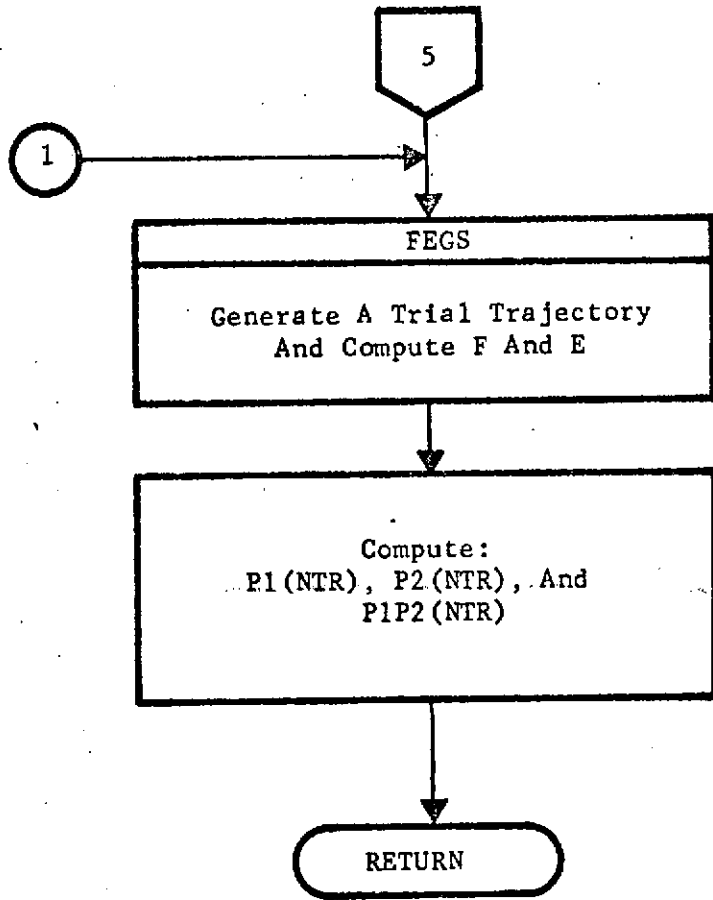 5
1
FEGS
Generate A Trial Trajectory
And Compute F And E
Compute:
P1(NTR), P2(NTR), And
P1P2(NTR)
RETURN